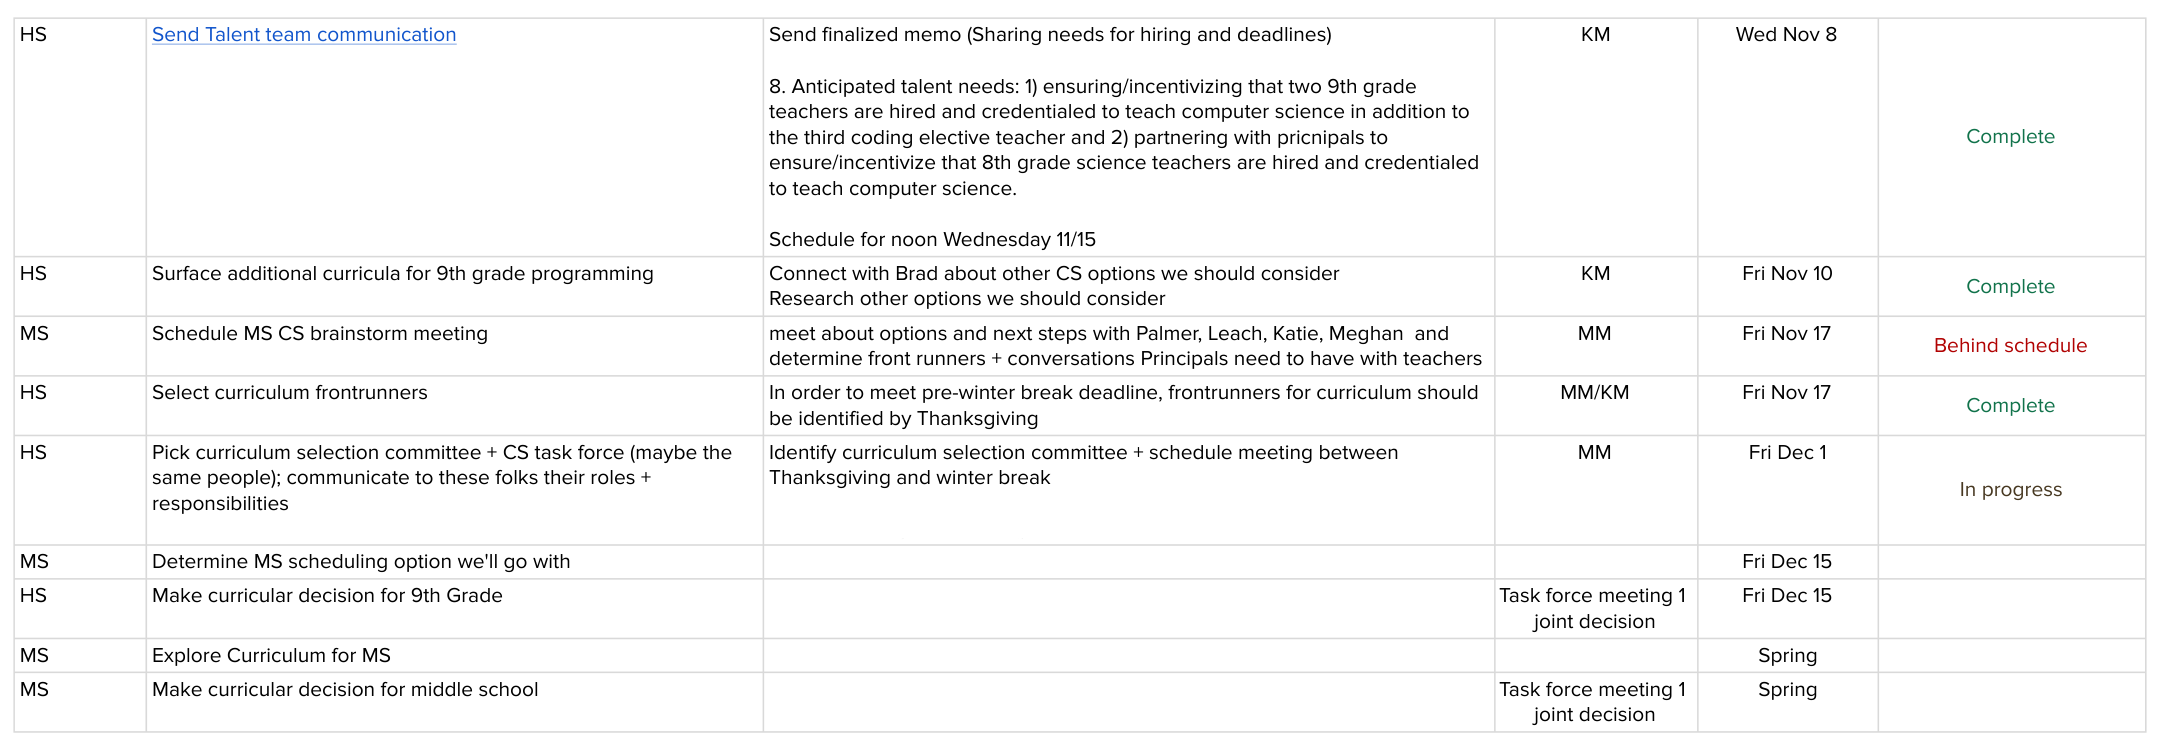 HS
Send Talent team communication
Send finalized memo (Sharing needs for hiring and deadlines)
8. Anticipated talent needs: 1) ensuring/incentivizing that two 9th grade
teachers are hired and credentialed to teach computer science in addition to
the third coding elective teacher and 2) partnering with pricnipals to
ensure/incentivize that 8th grade science teachers are hired and credentialed
to teach computer science.
Schedule for noon Wednesday 11/15
KM
Wed Nov 8
Complete
HS
Surface additional curricula for 9th grade programming
Connect with Brad about other CS options we should consider
Research other options we should consider
KM
Fri Nov 10
Complete
MS
Schedule MS CS brainstorm meeting
meet about options and next steps with Palmer, Leach, Katie, Meghan  and
determine front runners + conversations Principals need to have with teachers
MM
Fri Nov 17
Behind schedule
HS
Select curriculum frontrunners
In order to meet pre-winter break deadline, frontrunners for curriculum should
be identified by Thanksgiving
MM/KM
Fri Nov 17
Complete
HS
Pick curriculum selection committee + CS task force (maybe the
same people); communicate to these folks their roles +
responsibilities
Identify curriculum selection committee + schedule meeting between
Thanksgiving and winter break
MM
Fri Dec 1
In progress
MS
Determine MS scheduling option we'll go with
Fri Dec 15
HS
Make curricular decision for 9th Grade
Task force meeting 1
joint decision
Fri Dec 15
MS
Explore Curriculum for MS
Spring
MS
Make curricular decision for middle school
Task force meeting 1
joint decision
Spring